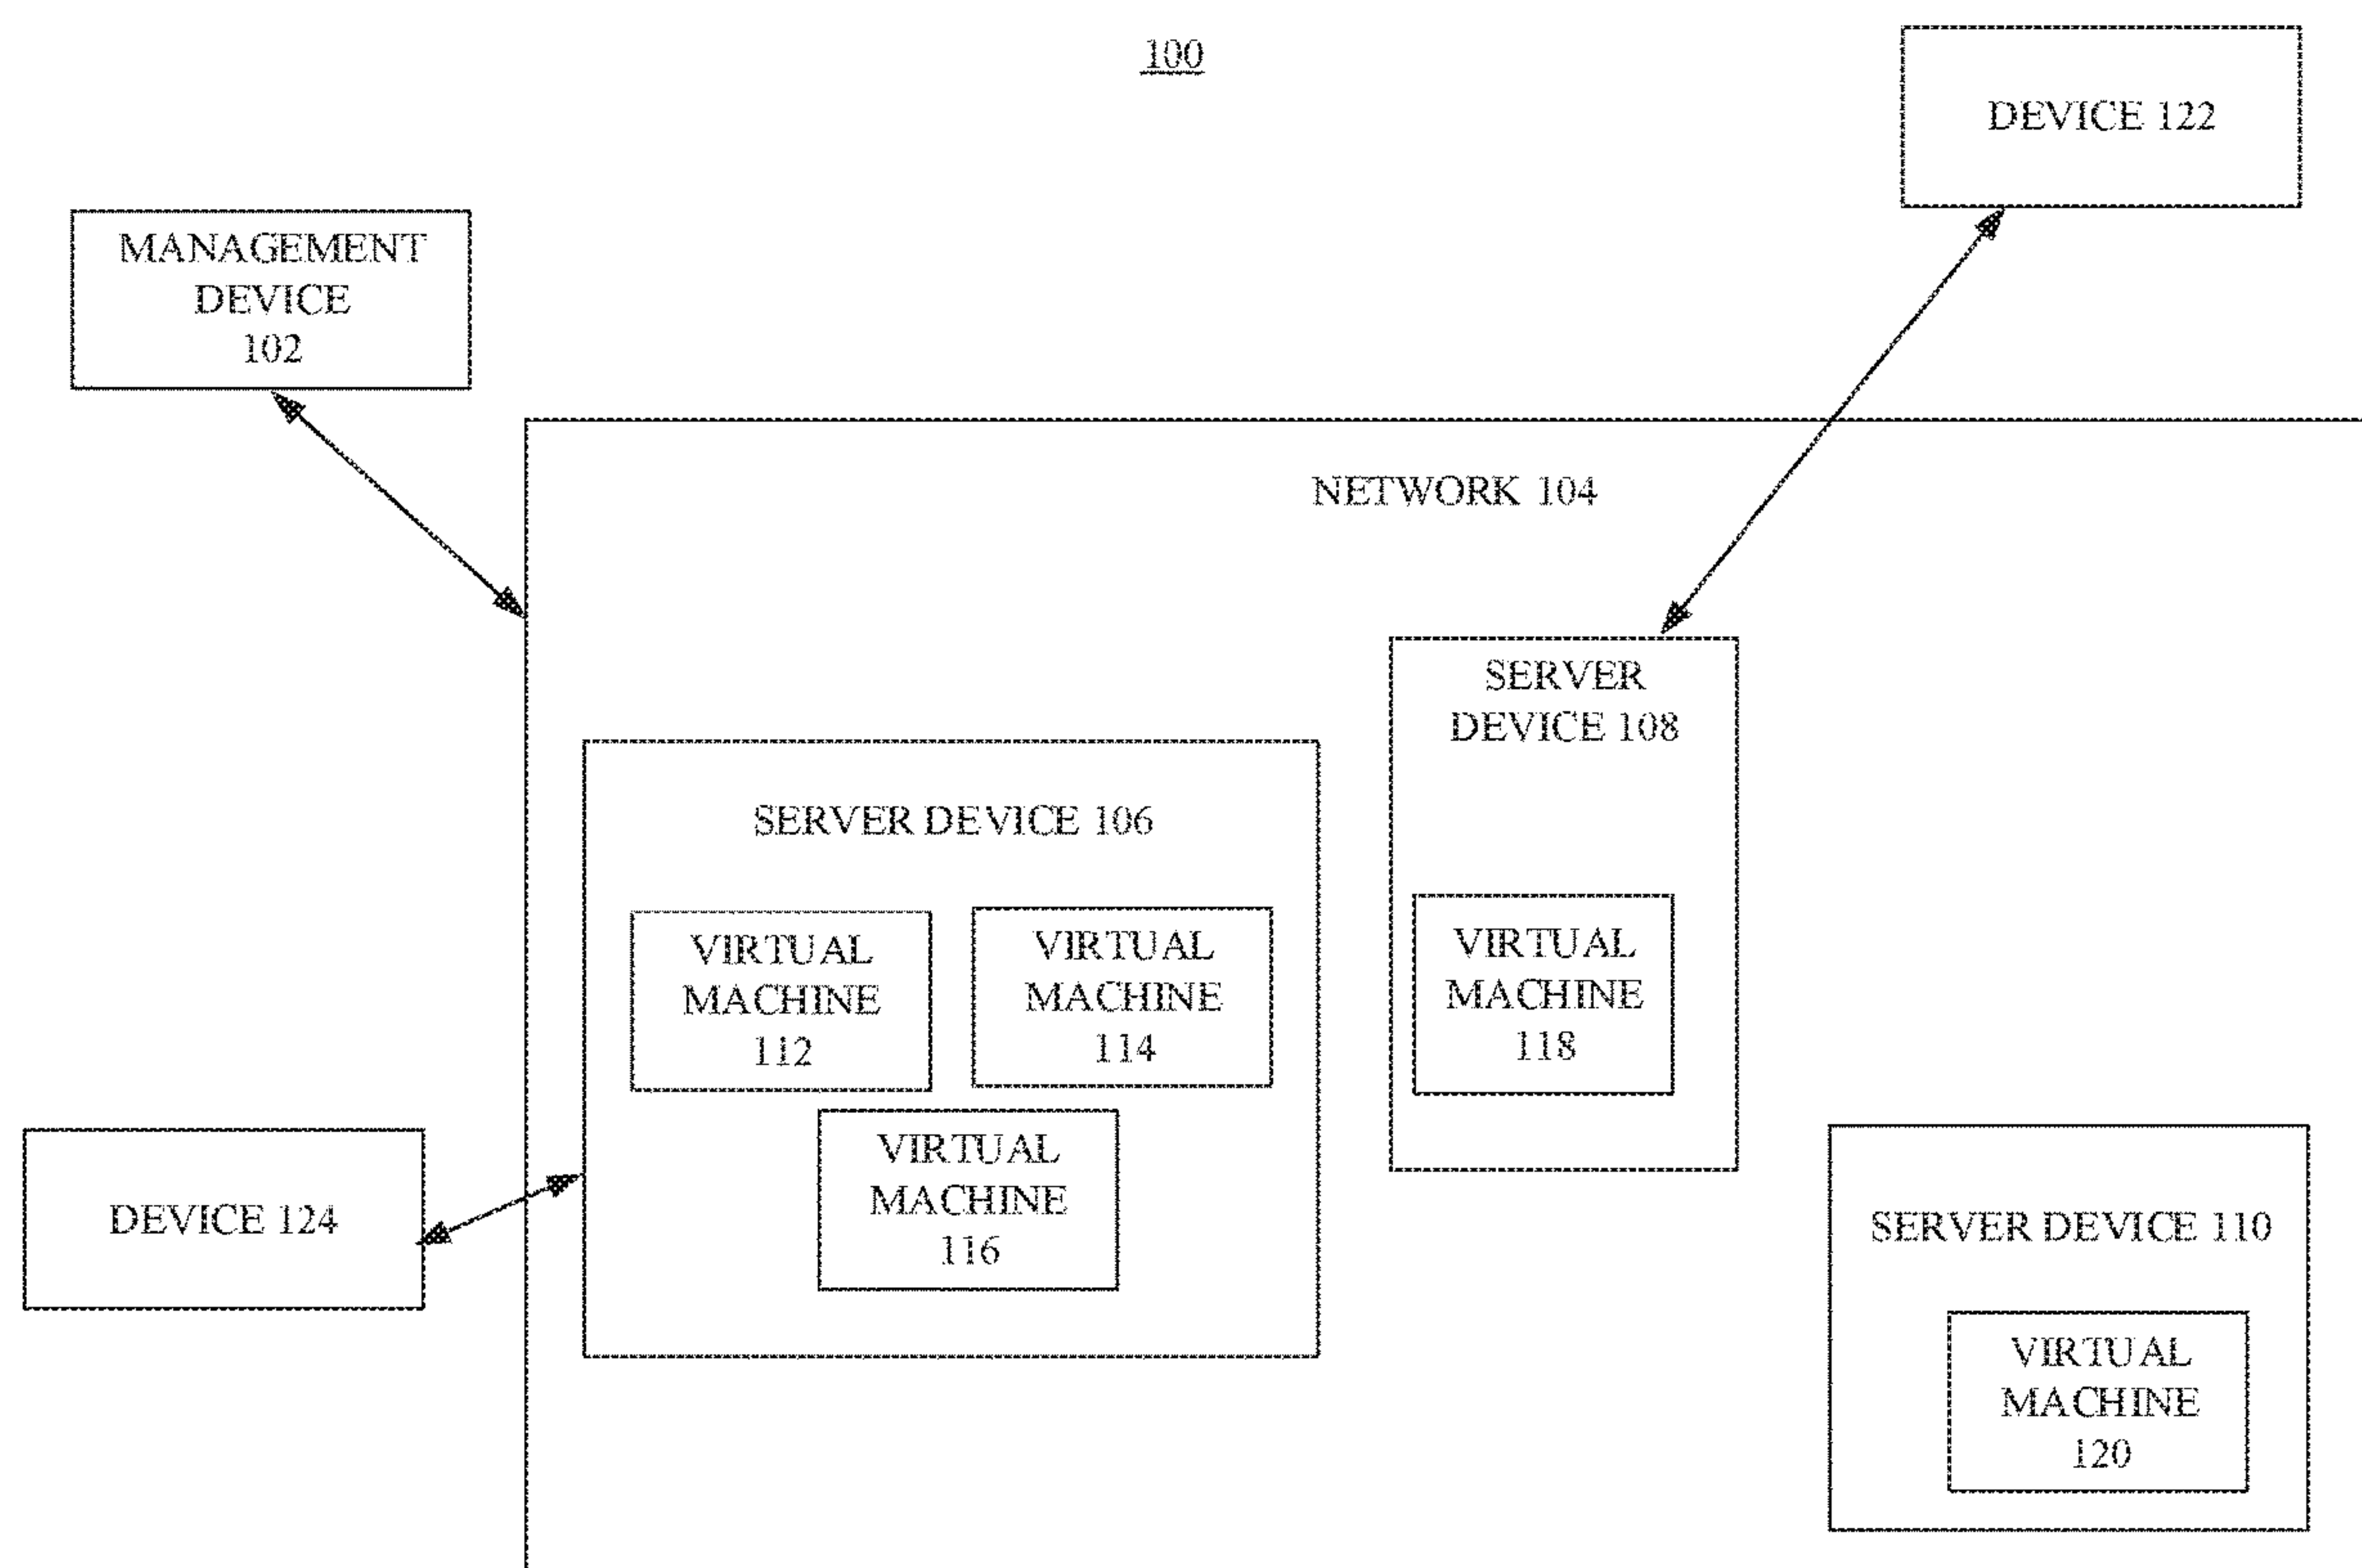 100
DEVICE 122
MANAGEMENT
DEVICE
102
NETWORK 104
SERVER
DEVICE 108
SERVER DEVICE 106
VIRTUAL
MACHINE
112
VIRTUAL
MACHINE
114
VIRTUAL
MACHINE
118
VIRTUAL
MACHINE
116
DEVICE 124
SERVER DEVICE 110
VIRTUAL
MACHINE
120